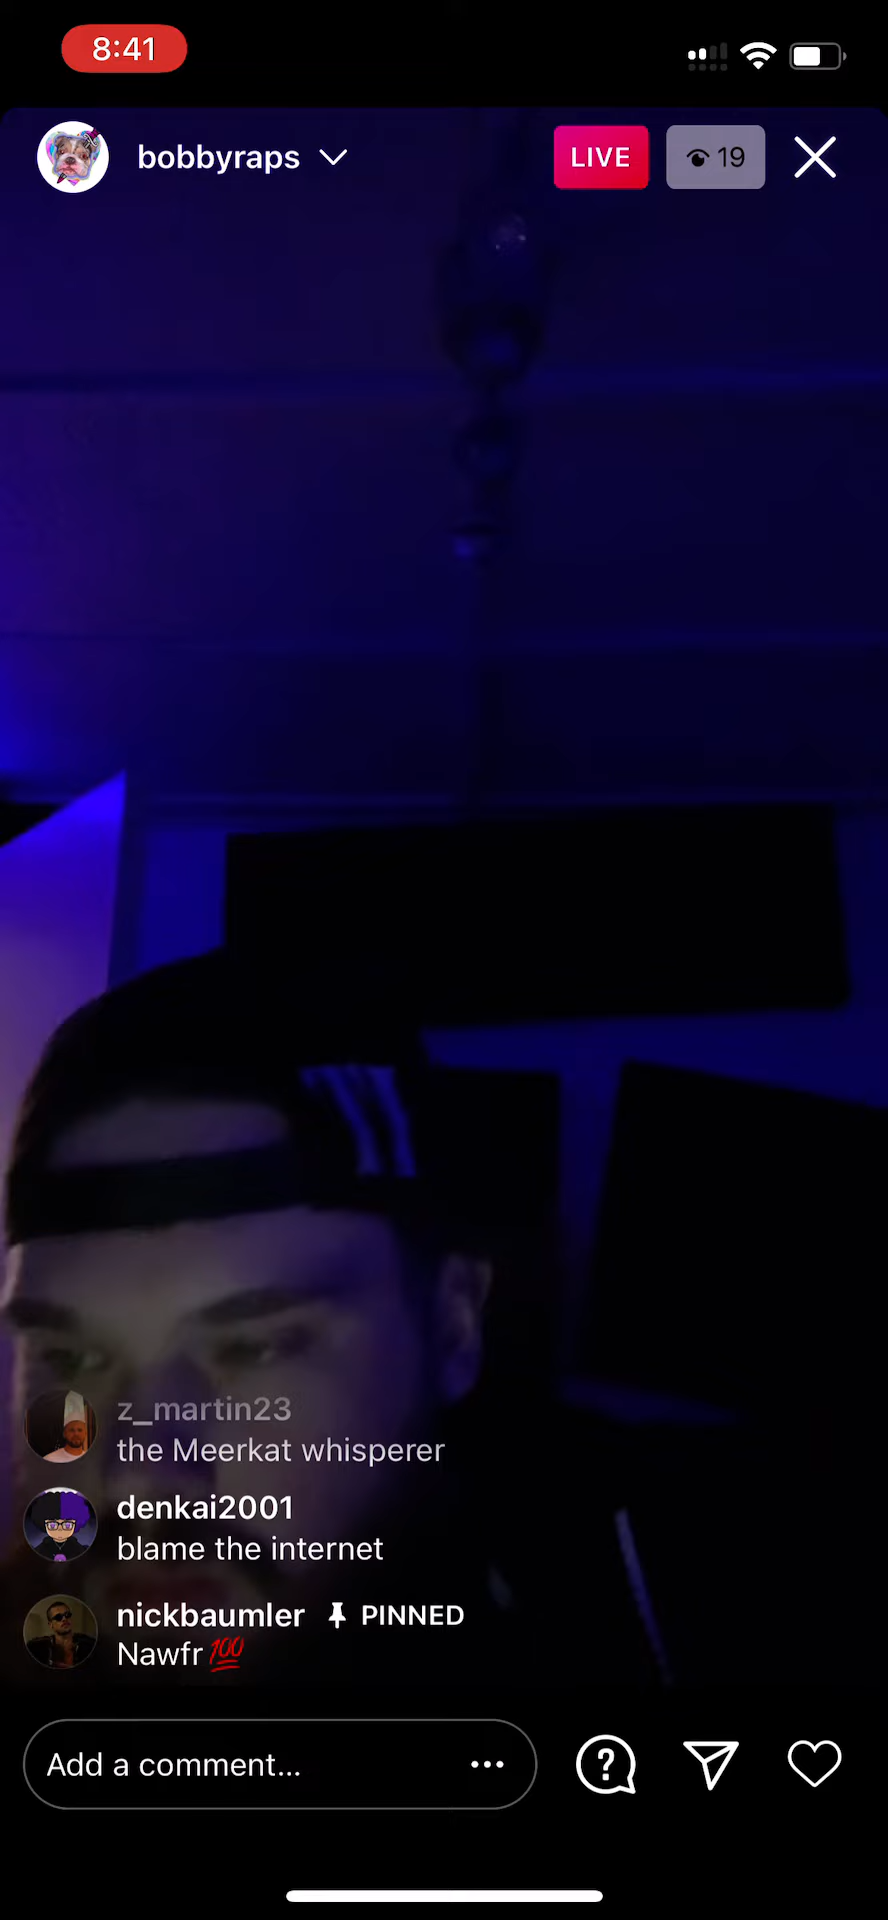 8:41
bobbyraps
LIVE
19
z_martin23
the Meerkat whisperer
denkai2001
blame the internet
nickbaumler PINNED
Nawfr 💯
Add a comment...